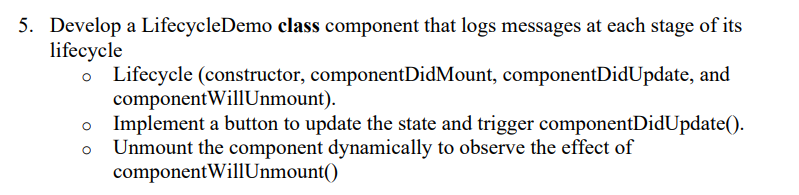 5. Develop a LifecycleDemo class component that logs messages at each stage of its
lifecycle
o Lifecycle (constructor, componentDidMount, componentDidUpdate, and
componentWillUnmount).
o Implement a button to update the state and trigger componentDidUpdate().
o Unmount the component dynamically to observe the effect of
componentWillUnmount()